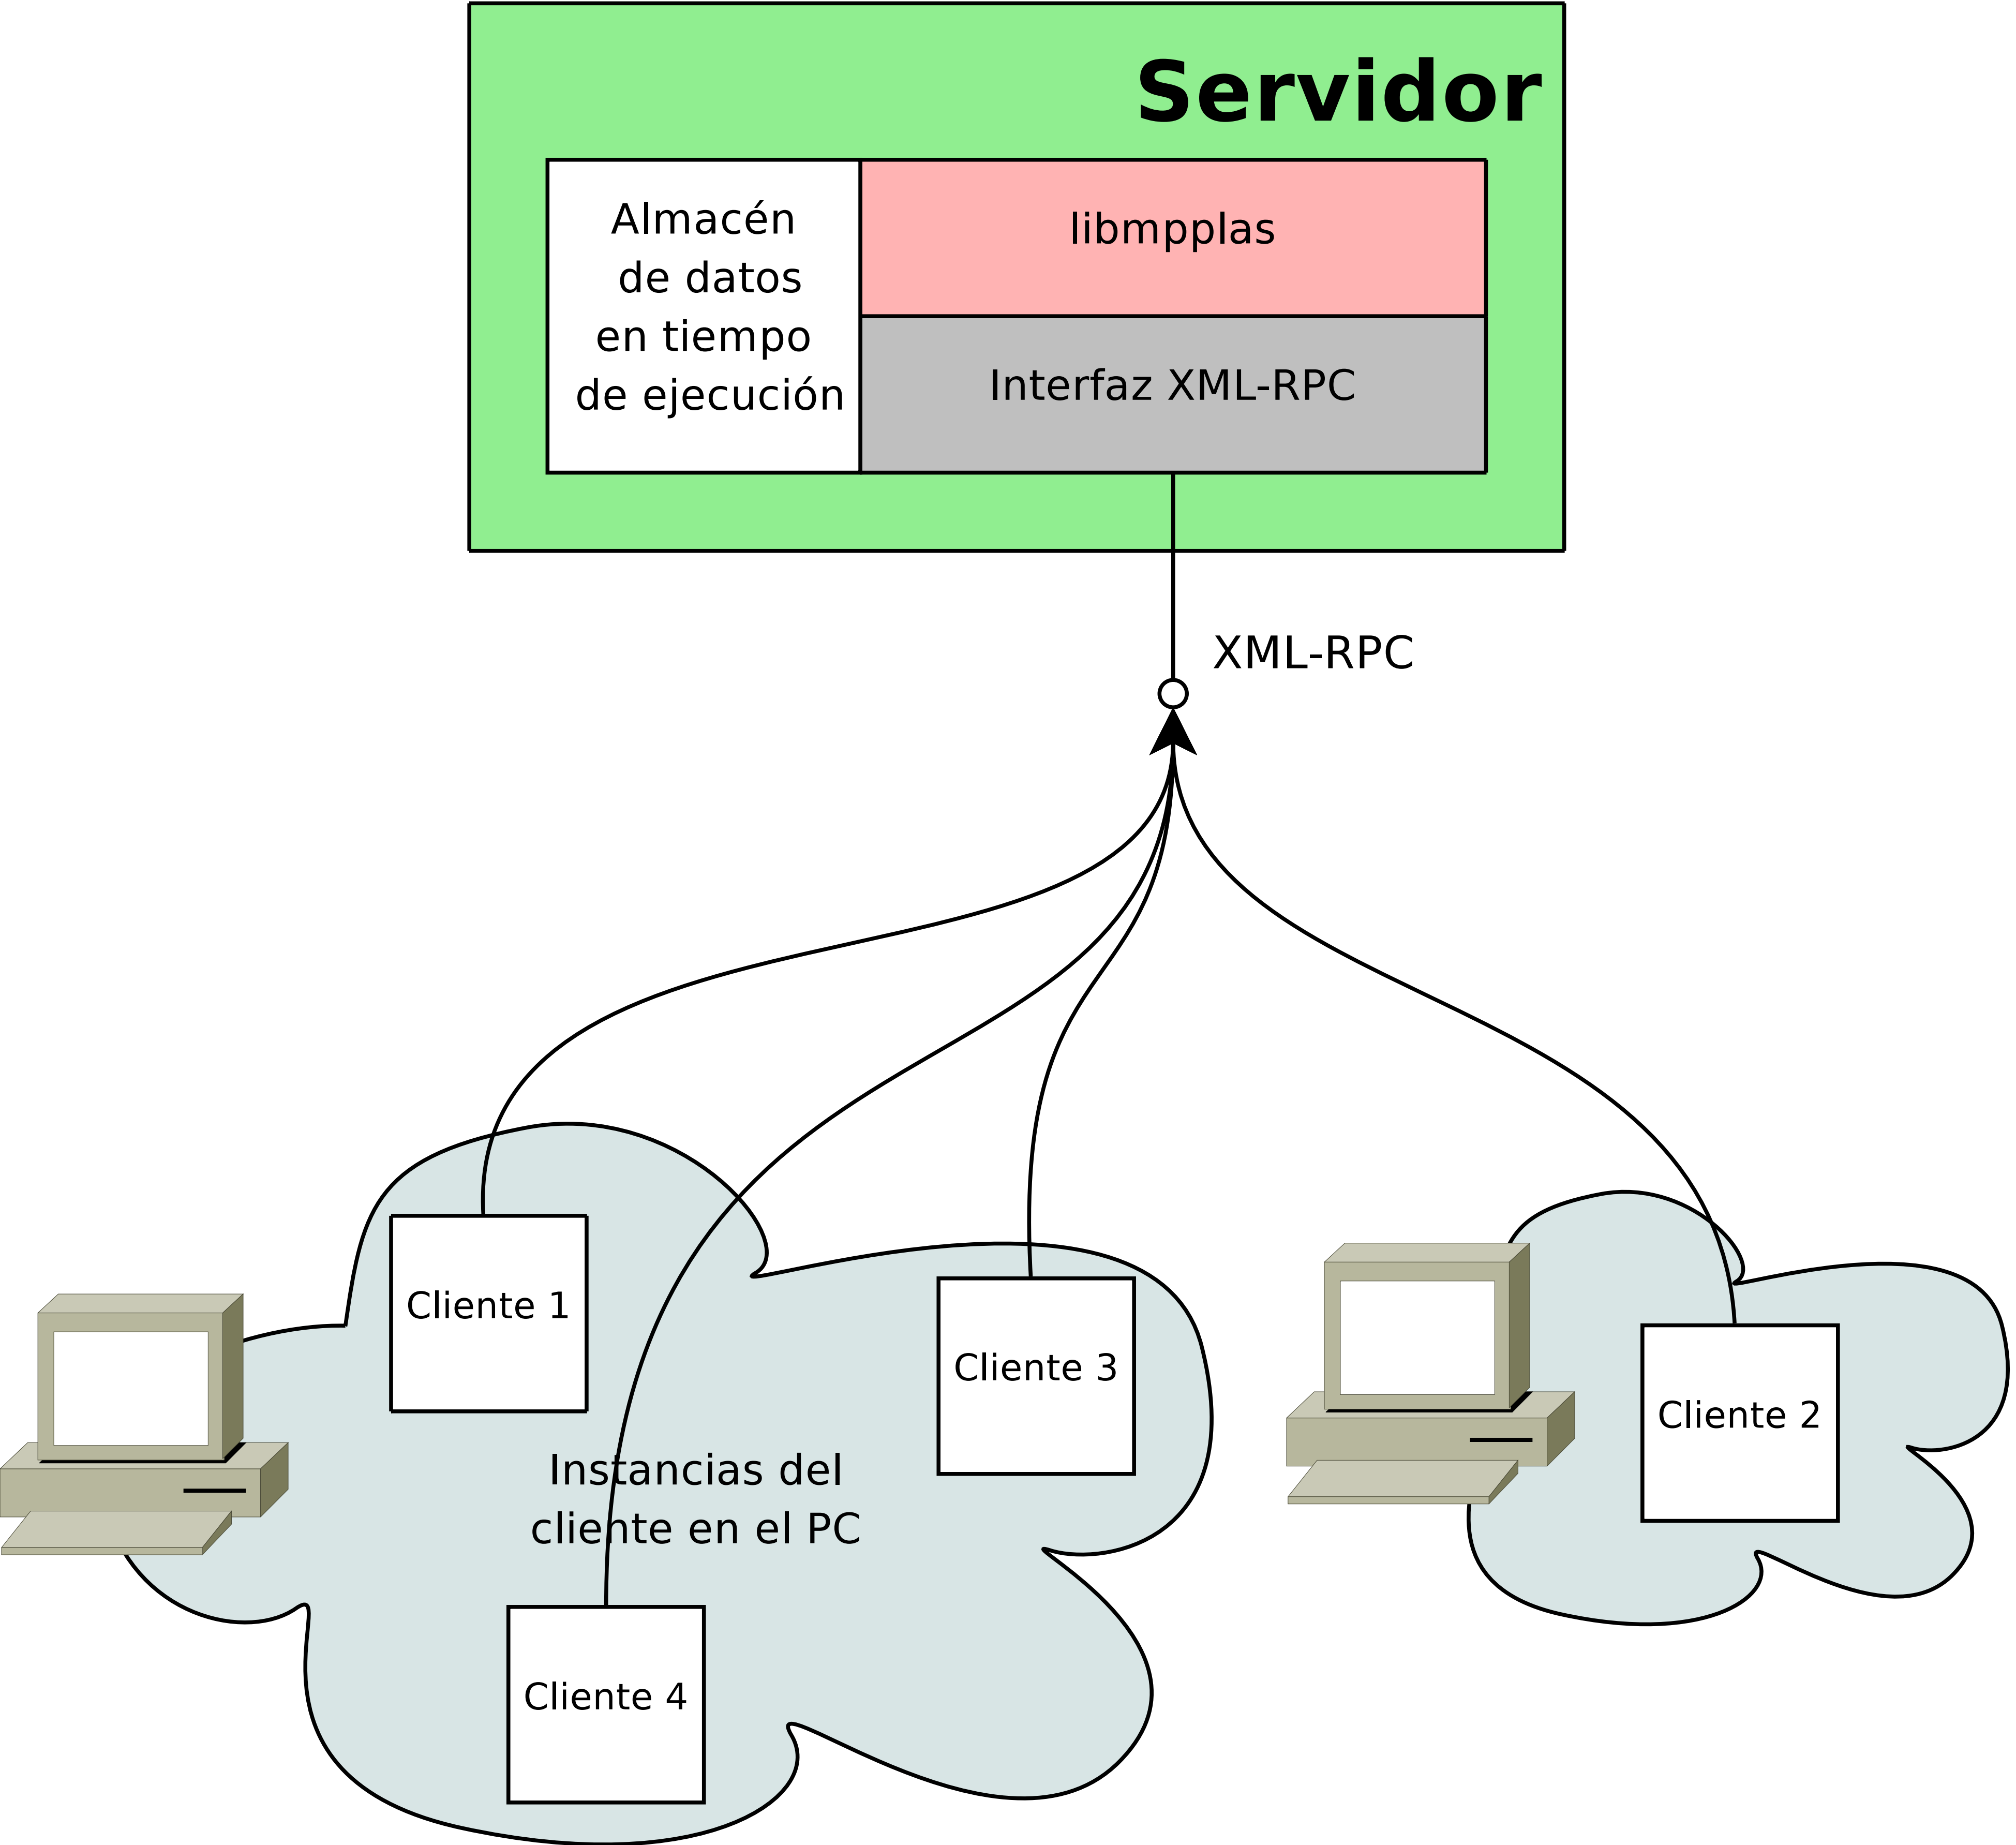 Servidor
Almacén
de datos
en tiempo
de ejecución
libmpplas
Interfaz XML-RPC
XML-RPC
Cliente 1
Cliente 3
Cliente 2
Instancias del
cliente en el PC
Cliente 4